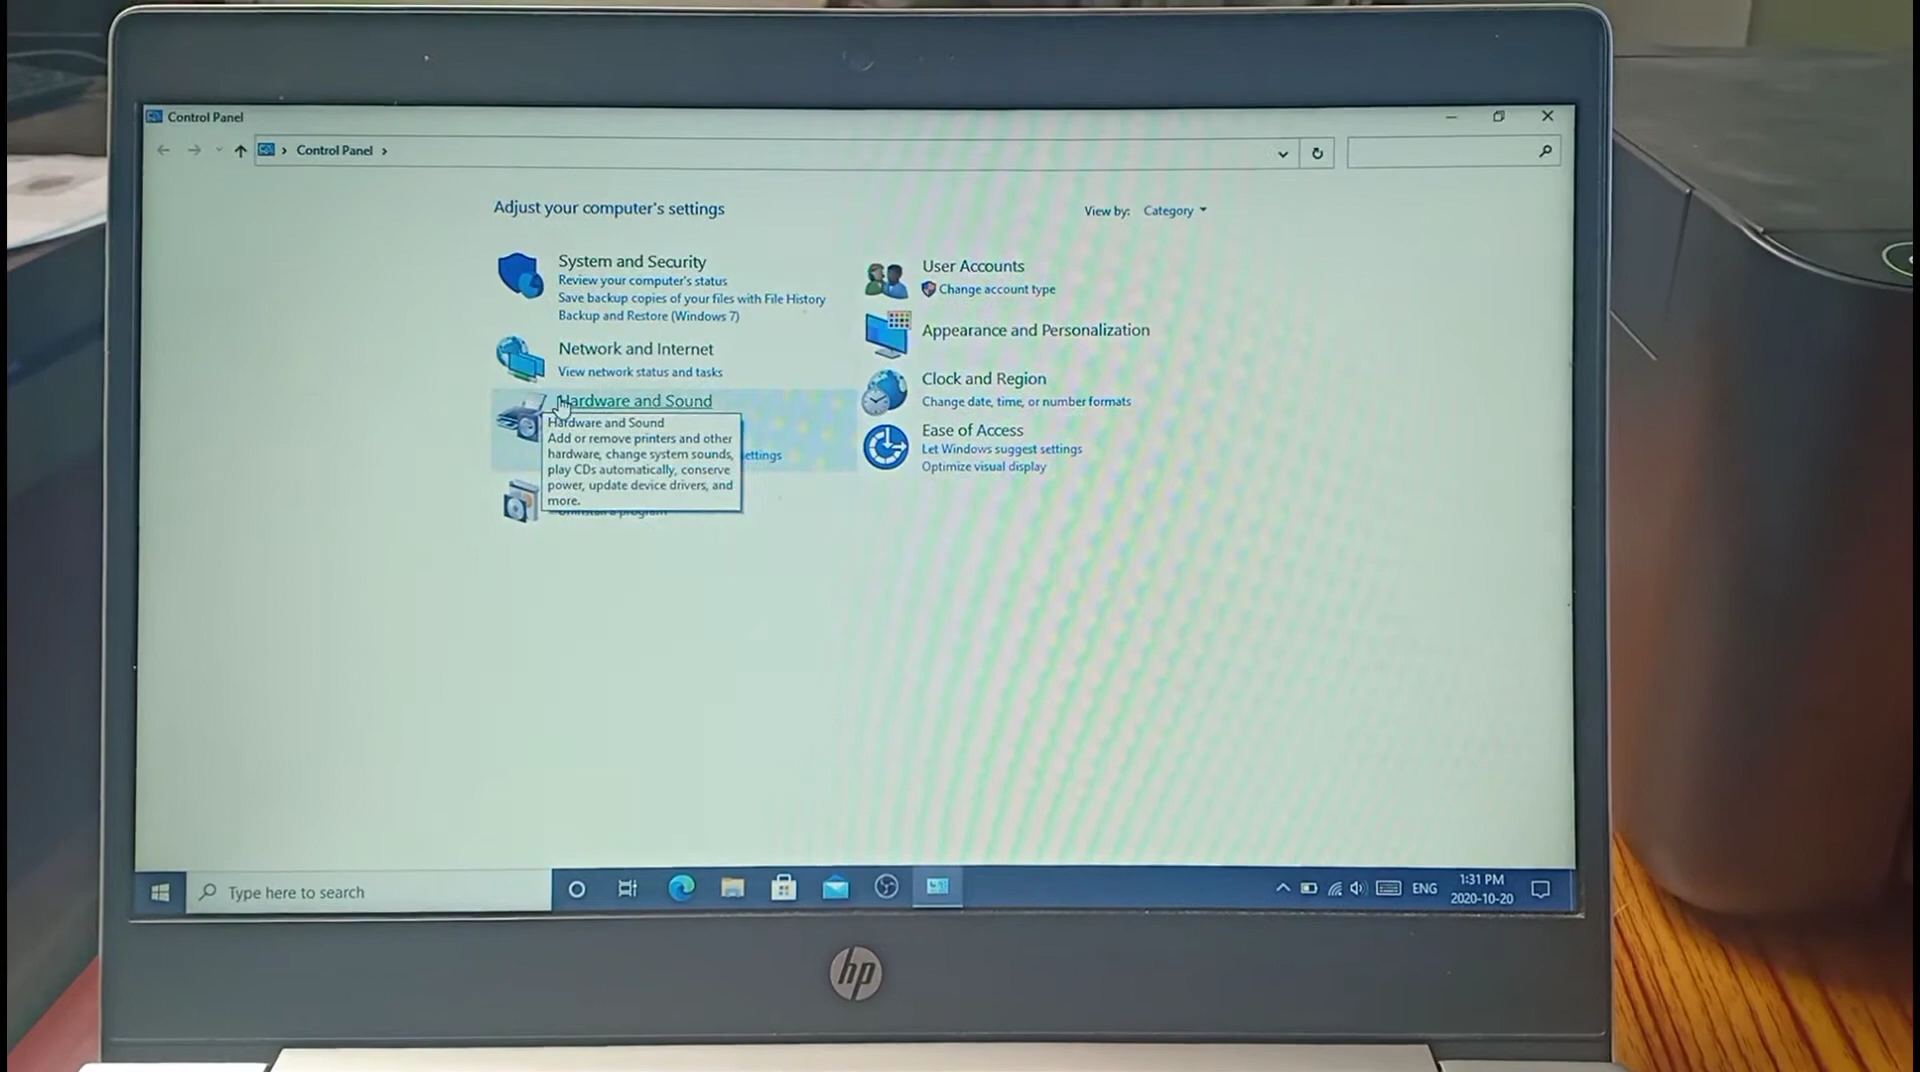 Control Panel
Control Panel
Adjust your computer's settings
View by: Category
System and Security
Review your computer's status
Save backup copies of your files with File History
Backup and Restore (Windows 7)
Network and Internet
View network status and tasks
Hardware and Sound
Hardware and Sound
Add or remove printers and other
hardware, change system sounds,
play CDs automatically, conserve
power, update device drivers, and
more.
ettings
Uninstall a program
User Accounts
Change account type
Appearance and Personalization
Clock and Region
Change date, time, or number formats
Ease of Access
Let Windows suggest settings
Optimize visual display
Type here to search
ENG
1:31 PM
2020-10-20
hp